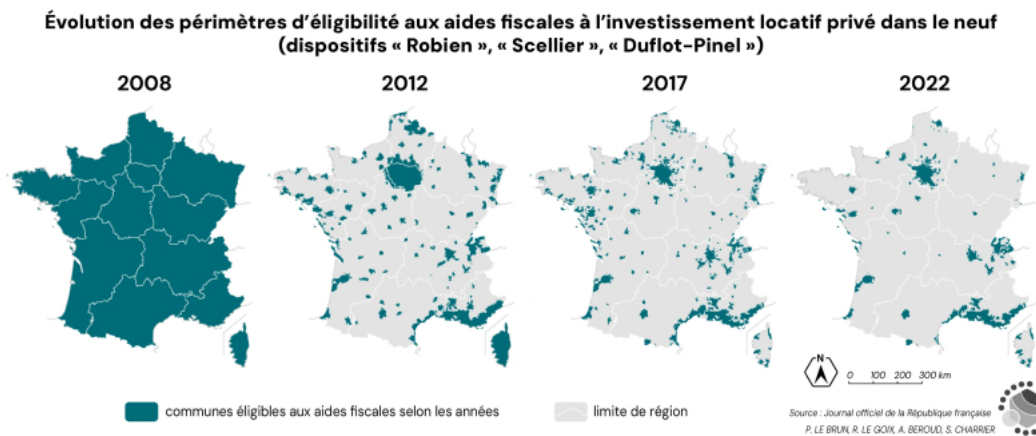 Évolution des périmètres d'éligibilité aux aides fiscales à l'investissement locatif privé dans le neuf
(dispositifs « Robien », « Scellier », « Duflot-Pinel »)
2008
2012
2017
2022
N
0 100 200 300 km
communes éligibles aux aides fiscales selon les années
limite de région
Source : Journal officiel de la République française
P. LE BRUN, R. LE GOIX, A. BEROUD, S. CHARRIER